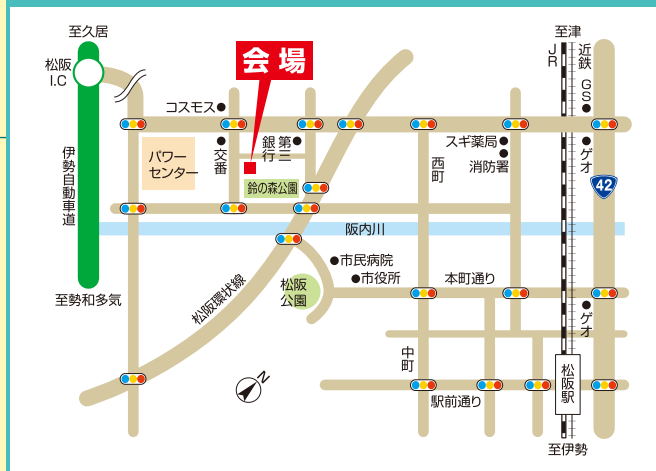 至久居
松阪
I.C
伊勢自動車道
至勢和多気
会場
コスモス
交番
パワー
センター
第三
銀行
鈴の森公園
松阪環状線
阪内川
市民病院
市役所
松阪
公園
西町
スギ薬局
消防署
本町通り
中町
駅前通り
至津
JR
近鉄
GS
ゲオ
42
ゲオ
松阪駅
至伊勢
N